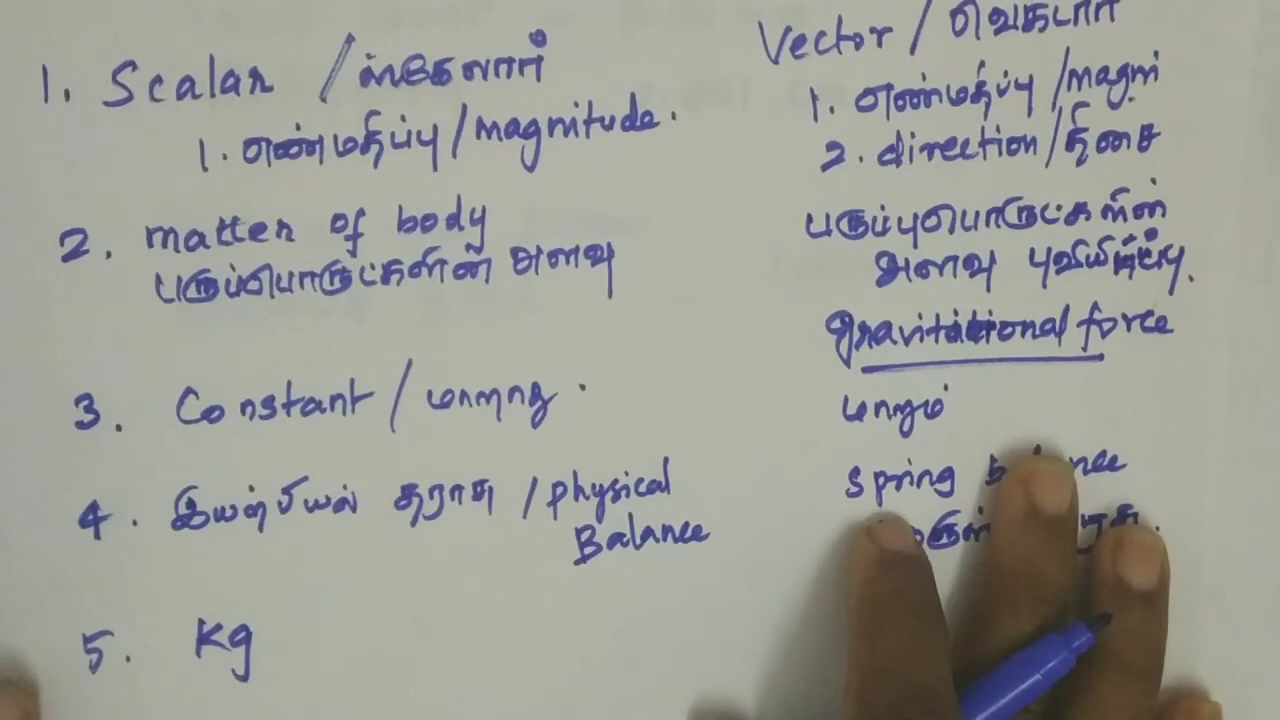 1. Scalar / ஸ்கேலார்
1. எண்மதிப்பு / magnitude.
2. matter of body
பருப்பொருட்களின் அளவு
3. Constant / மாறாது.
4. இயற்பியல் தராசு / Physical
Balance
5. Kg
Vector / வெக்டார்
1. எண்மதிப்பு / magni
2. direction / திசை
பருப்புபொருட்களின்
அளவு
gravitational force
மாறும்
Spring